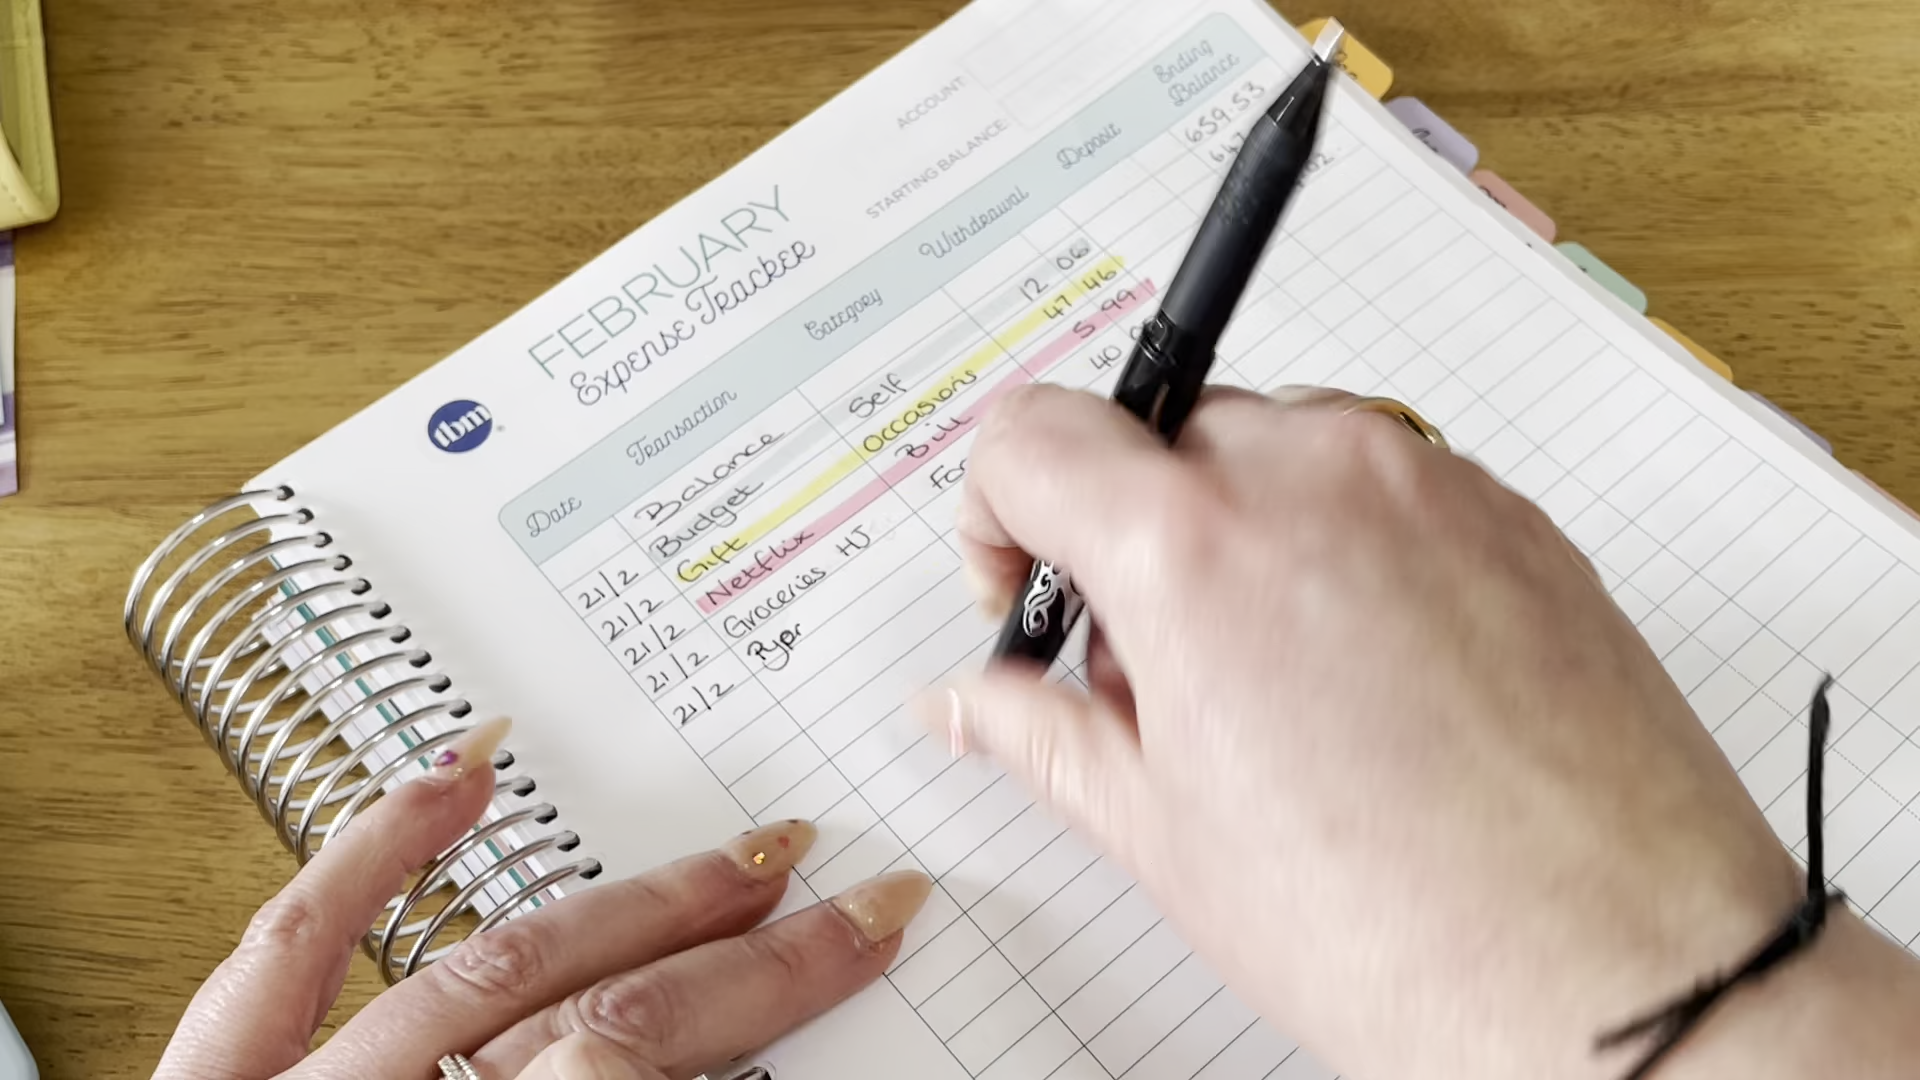 ACCOUNT:
STARTING BALANCE:
FEBRUARY
Expense Tracker
tbm
Date Transaction Category Withdrawal Deposit Ending Balance
Balance 659.53
21/2 Budget Self 12 06
21/2 Gift Occasions 47 46
21/2 Netflix Bill 5 99
21/2 Groceries HJ 40
21/2